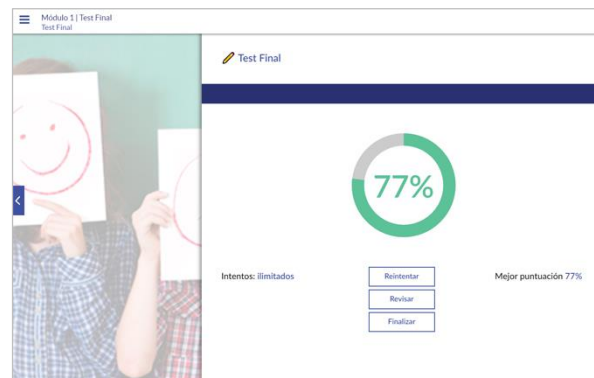 Módulo 1 | Test Final
Test Final
Test Final
77%
Intentos: ilimitados
Reintentar
Mejor puntuación 77%
Revisar
Finalizar